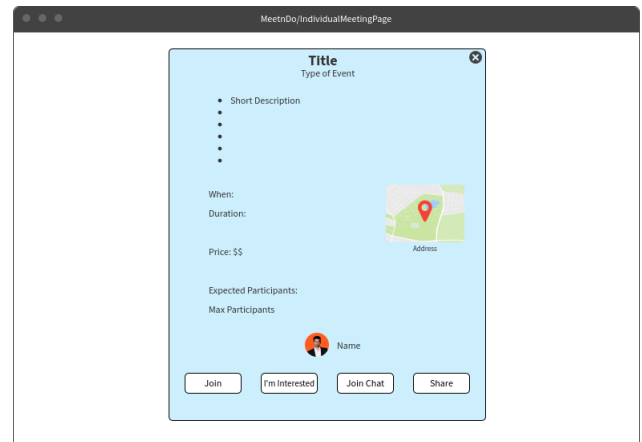 MeetnDo/IndividualMeetingPage
Title
Type of Event
Short Description
When:
Duration:
Price: $$
Address
Expected Participants:
Max Participants
Name
Join
I'm Interested
Join Chat
Share